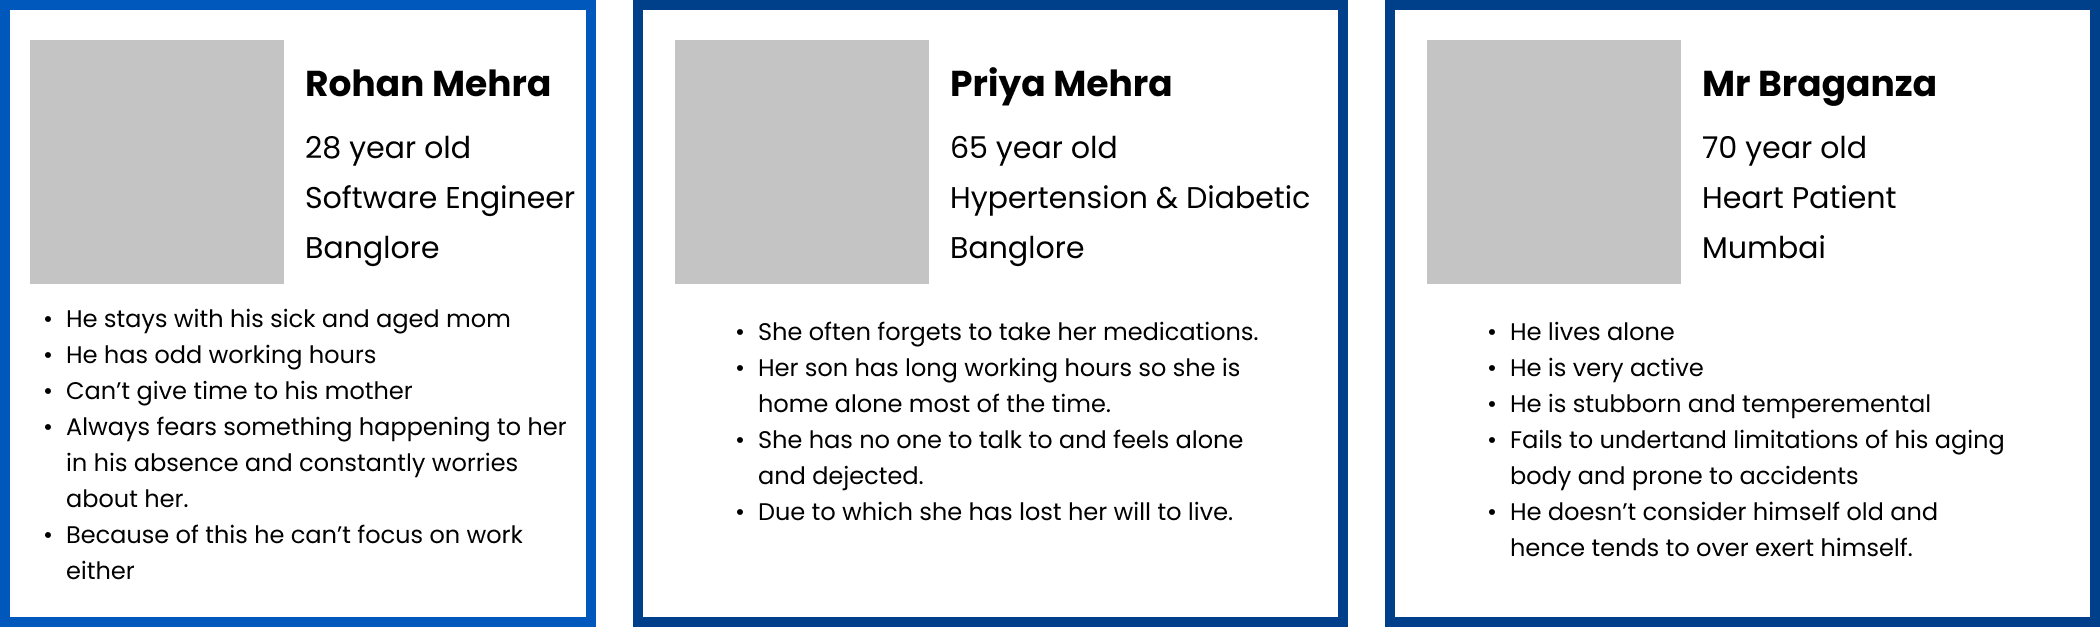 Rohan Mehra
28 year old
Software Engineer
Banglore
• He stays with his sick and aged mom
• He has odd working hours
• Can’t give time to his mother
• Always fears something happening to her
in his absence and constantly worries
about her.
• Because of this he can’t focus on work
either
Priya Mehra
65 year old
Hypertension & Diabetic
Banglore
• She often forgets to take her medications.
• Her son has long working hours so she is
home alone most of the time.
• She has no one to talk to and feels alone
and dejected.
• Due to which she has lost her will to live.
Mr Braganza
70 year old
Heart Patient
Mumbai
• He lives alone
• He is very active
• He is stubborn and temperemental
• Fails to undertand limitations of his aging
body and prone to accidents
• He doesn’t consider himself old and
hence tends to over exert himself.